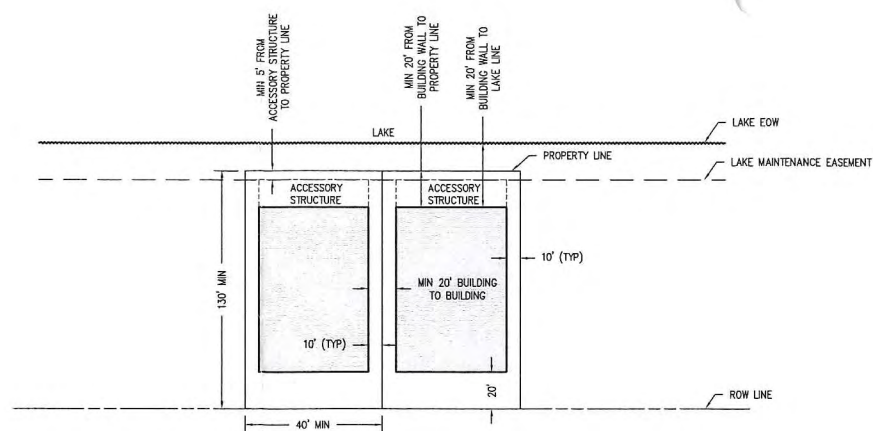 MIN 5' FROM
ACCESSORY STRUCTURE
TO PROPERTY LINE
MIN 20' FROM
BUILDING WALL TO
PROPERTY LINE
MIN 20' FROM
BUILDING WALL TO
LAKE LINE
LAKE
LAKE EOW
PROPERTY LINE
LAKE MAINTENANCE EASEMENT
ACCESSORY
STRUCTURE
ACCESSORY
STRUCTURE
10' (TYP)
130' MIN
MIN 20' BUILDING
TO BUILDING
10' (TYP)
20'
ROW LINE
40' MIN